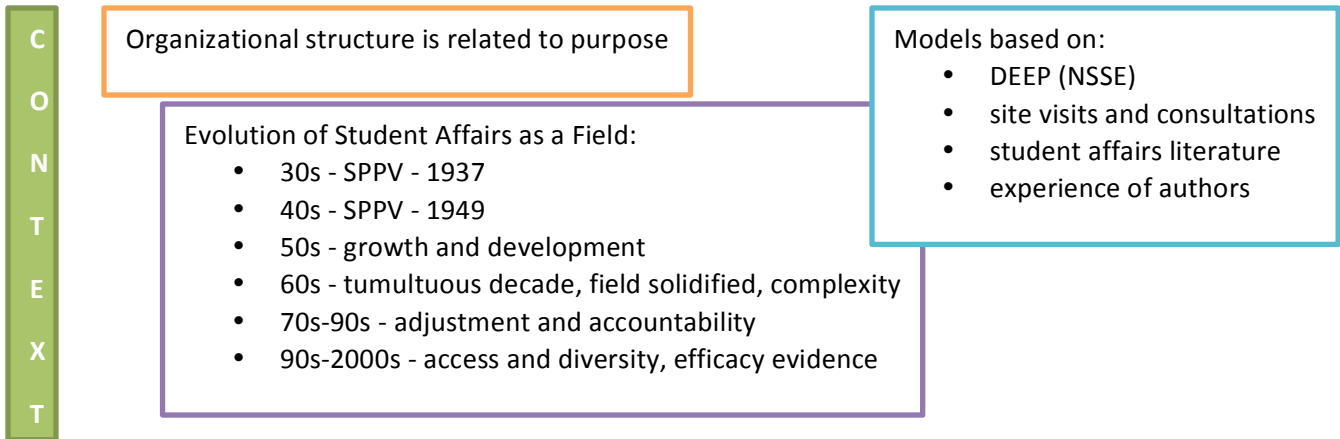 C
O
N
T
E
X
T
Organizational structure is related to purpose
Evolution of Student Affairs as a Field:
• 30s - SPPV - 1937
• 40s - SPPV - 1949
• 50s - growth and development
• 60s - tumultuous decade, field solidified, complexity
• 70s-90s - adjustment and accountability
• 90s-2000s - access and diversity, efficacy evidence
Models based on:
• DEEP (NSSE)
• site visits and consultations
• student affairs literature
• experience of authors